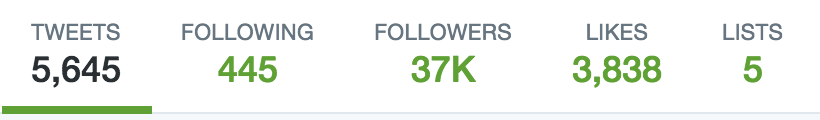 TWEETS FOLLOWING FOLLOWERS LIKES LISTS
5,645 445 37K 3,838 5